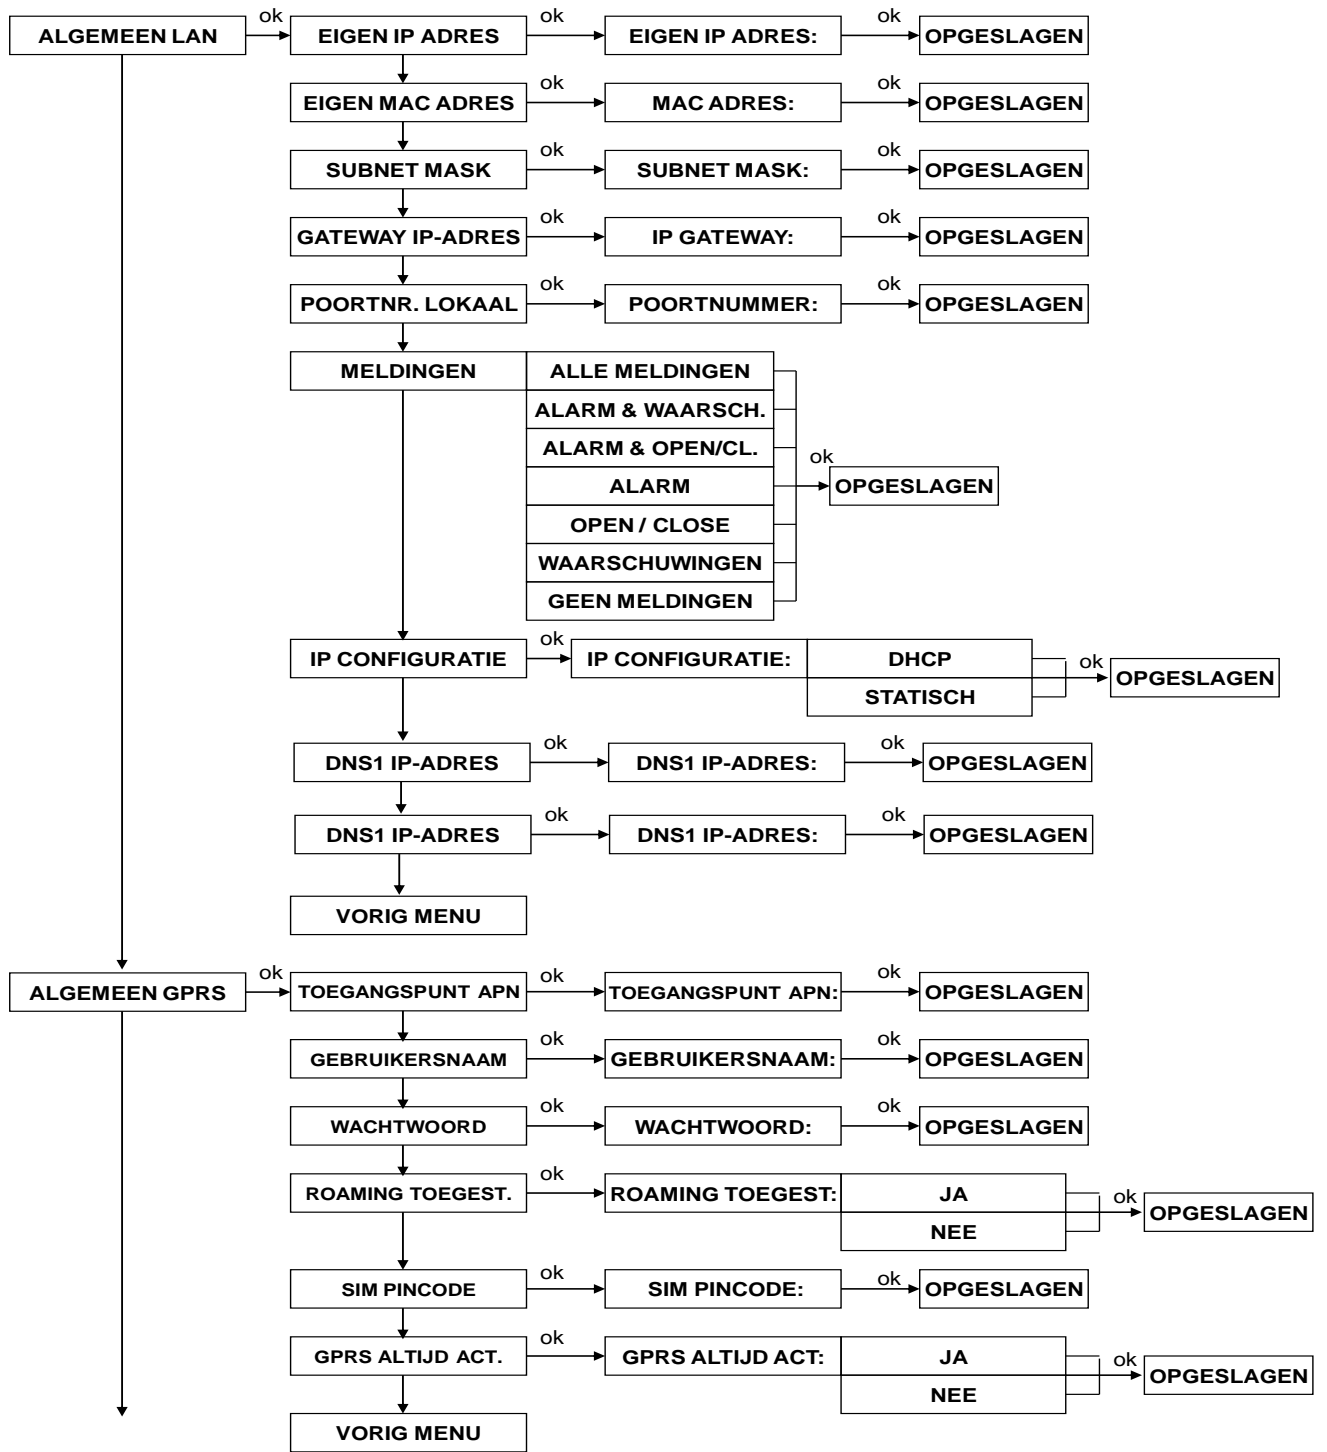 ALGEMEEN LAN ok EIGEN IP ADRES ok EIGEN IP ADRES: ok OPGESLAGEN
EIGEN MAC ADRES ok MAC ADRES: ok OPGESLAGEN
SUBNET MASK ok SUBNET MASK: ok OPGESLAGEN
GATEWAY IP-ADRES ok IP GATEWAY: ok OPGESLAGEN
POORTNR. LOKAAL ok POORTNUMMER: ok OPGESLAGEN
MELDINGEN ALLE MELDINGEN
ALARM & WAARSCH.
ALARM & OPEN/CL.
ALARM ok OPGESLAGEN
OPEN / CLOSE
WAARSCHUWINGEN
GEEN MELDINGEN
IP CONFIGURATIE ok IP CONFIGURATIE: DHCP ok OPGESLAGEN
STATISCH
DNS1 IP-ADRES ok DNS1 IP-ADRES: ok OPGESLAGEN
DNS1 IP-ADRES ok DNS1 IP-ADRES: ok OPGESLAGEN
VORIG MENU
ALGEMEEN GPRS ok TOEGANGSPUNT APN ok TOEGANGSPUNT APN: ok OPGESLAGEN
GEBRUIKERSNAAM ok GEBRUIKERSNAAM: ok OPGESLAGEN
WACHTWOORD ok WACHTWOORD: ok OPGESLAGEN
ROAMING TOEGEST. ok ROAMING TOEGEST: JA ok OPGESLAGEN
NEE
SIM PINCODE ok SIM PINCODE: ok OPGESLAGEN
GPRS ALTIJD ACT. ok GPRS ALTIJD ACT: JA ok OPGESLAGEN
NEE
VORIG MENU